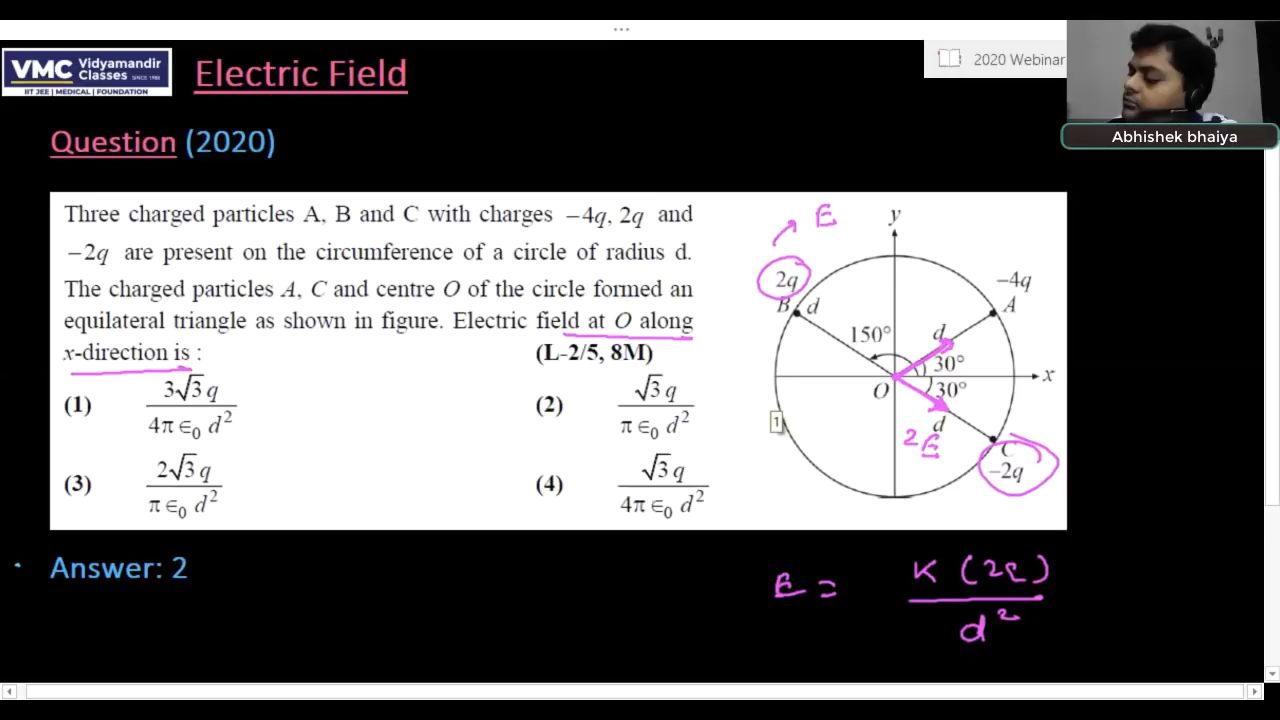 VMC Vidyamandir Classes SINCE 1986
IIT JEE | MEDICAL | FOUNDATION
Electric Field
2020 Webinar
Abhishek bhaiya
Question (2020)
Three charged particles A, B and C with charges −4q, 2q and
−2q are present on the circumference of a circle of radius d.
The charged particles A, C and centre O of the circle formed an
equilateral triangle as shown in figure. Electric field at O along
x-direction is : (L-2/5, 8M)
(1) 3√3 q / 4π ∈₀ d²
(2) √3 q / π ∈₀ d²
(3) 2√3 q / π ∈₀ d²
(4) √3 q / 4π ∈₀ d²
E
y
2q
−4q
B
d
A
150°
d
30°
x
O
30°
d
2E
C
−2q
1
Answer: 2
E = K (2q) / d²